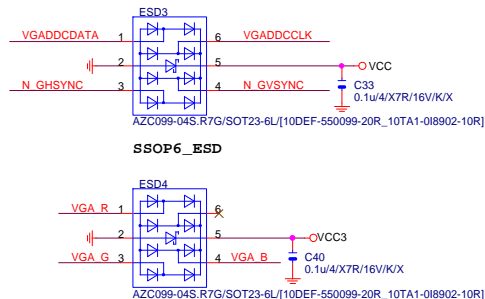 ESD3
VGADDCDATA 1 6 VGADDCCLK
2 5 VCC
N_GHSYNC 3 4 N_GVSYNC
C33
0.1u/4/X7R/16V/K/X
AZC099-04S.R7G/SOT23-6L/[10DEF-550099-20R_10TA1-0I8902-10R]
SSOP6_ESD
ESD4
VGA_R 1 6
2 5 VCC3
VGA_G 3 4 VGA_B
C40
0.1u/4/X7R/16V/K/X
AZC099-04S.R7G/SOT23-6L/[10DEF-550099-20R_10TA1-0I8902-10R]